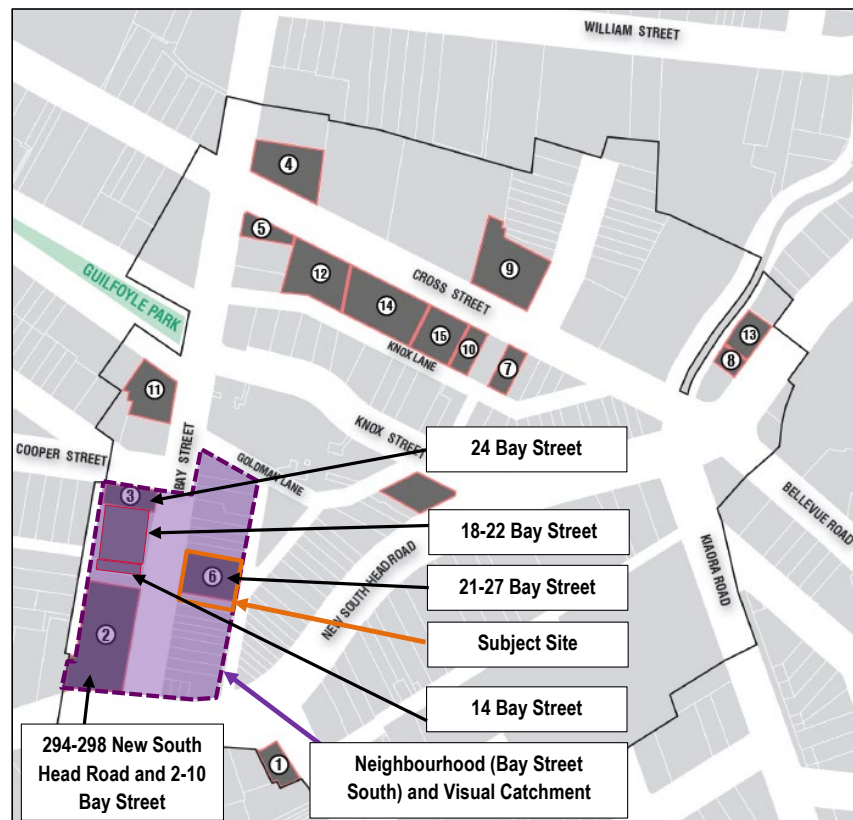 WILLIAM STREET
4
5
GUILFOYLE PARK
12
14
CROSS STREET
9
15
10
KNOX LANE
7
13
8
11
BAY STREET
COOPER STREET
KNOX STREET
GOLDMAN LANE
3
24 Bay Street
18-22 Bay Street
6
21-27 Bay Street
NEW SOUTH HEAD ROAD
KIAORA ROAD
BELLEVUE ROAD
Subject Site
2
14 Bay Street
294-298 New South
Head Road and 2-10
Bay Street
1
Neighbourhood (Bay Street
South) and Visual Catchment